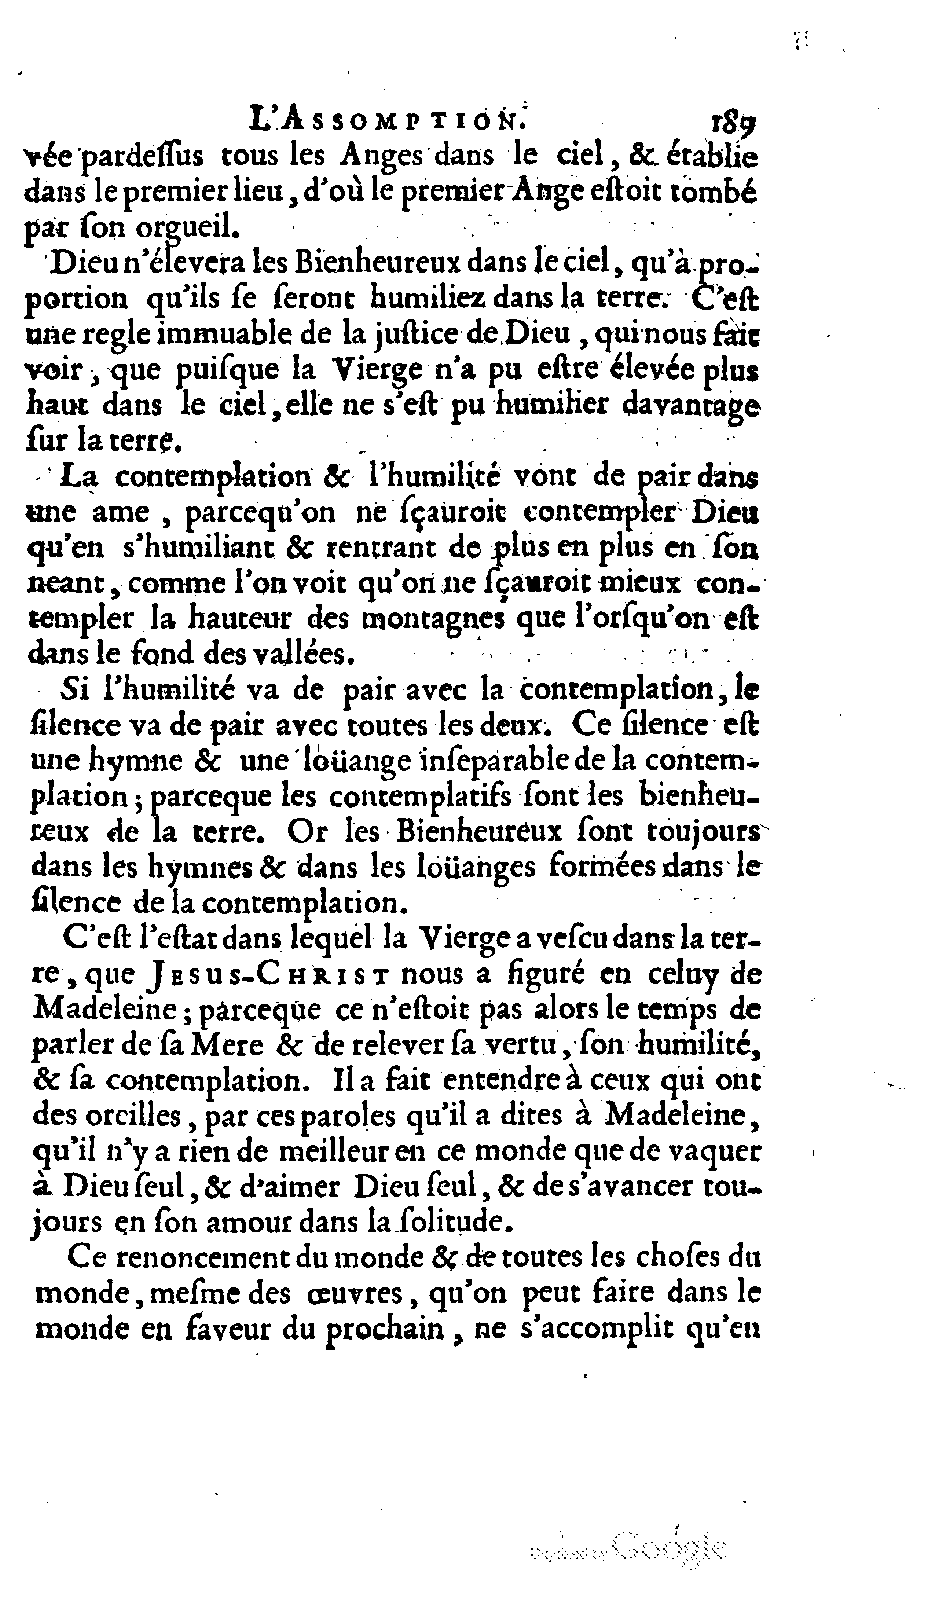 L'ASSOMPTION. 189
vée pardeſſus tous les Anges dans le ciel, & établie
dans le premier lieu, d'où le premier Ange eſtoit tombé
par ſon orgueil.
Dieu n'élevera les Bienheureux dans le ciel, qu'à pro-
portion qu'ils ſe ſeront humiliez dans la terre. C'eſt
une regle immuable de la juſtice de Dieu, qui nous fait
voir, que puiſque la Vierge n'a pu eſtre élevée plus
haut dans le ciel, elle ne s'eſt pu humilier davantage
ſur la terre.
La contemplation & l'humilité vont de pair dans
une ame, parcequ'on ne ſçauroit contempler Dieu
qu'en s'humiliant & rentrant de plus en plus en ſon
neant, comme l'on voit qu'on ne ſçauroit mieux con-
templer la hauteur des montagnes que l'orſqu'on eſt
dans le fond des vallées.
Si l'humilité va de pair avec la contemplation, le
ſilence va de pair avec toutes les deux. Ce ſilence eſt
une hymne & une loüange inſeparable de la contem-
plation; parceque les contemplatifs ſont les bienheu-
reux de la terre. Or les Bienheureux ſont toujours
dans les hymnes & dans les loüanges formées dans le
ſilence de la contemplation.
C'eſt l'eſtat dans lequel la Vierge a veſcu dans la ter-
re, que JESUS-CHRIST nous a figuré en celuy de
Madeleine; parceque ce n'eſtoit pas alors le temps de
parler de ſa Mere & de relever ſa vertu, ſon humilité,
& ſa contemplation. Il a fait entendre à ceux qui ont
des oreilles, par ces paroles qu'il a dites à Madeleine,
qu'il n'y a rien de meilleur en ce monde que de vaquer
à Dieu ſeul, & d'aimer Dieu ſeul, & de s'avancer tou-
jours en ſon amour dans la ſolitude.
Ce renoncement du monde & de toutes les choſes du
monde, meſme des œuvres, qu'on peut faire dans le
monde en faveur du prochain, ne s'accomplit qu'en
Google